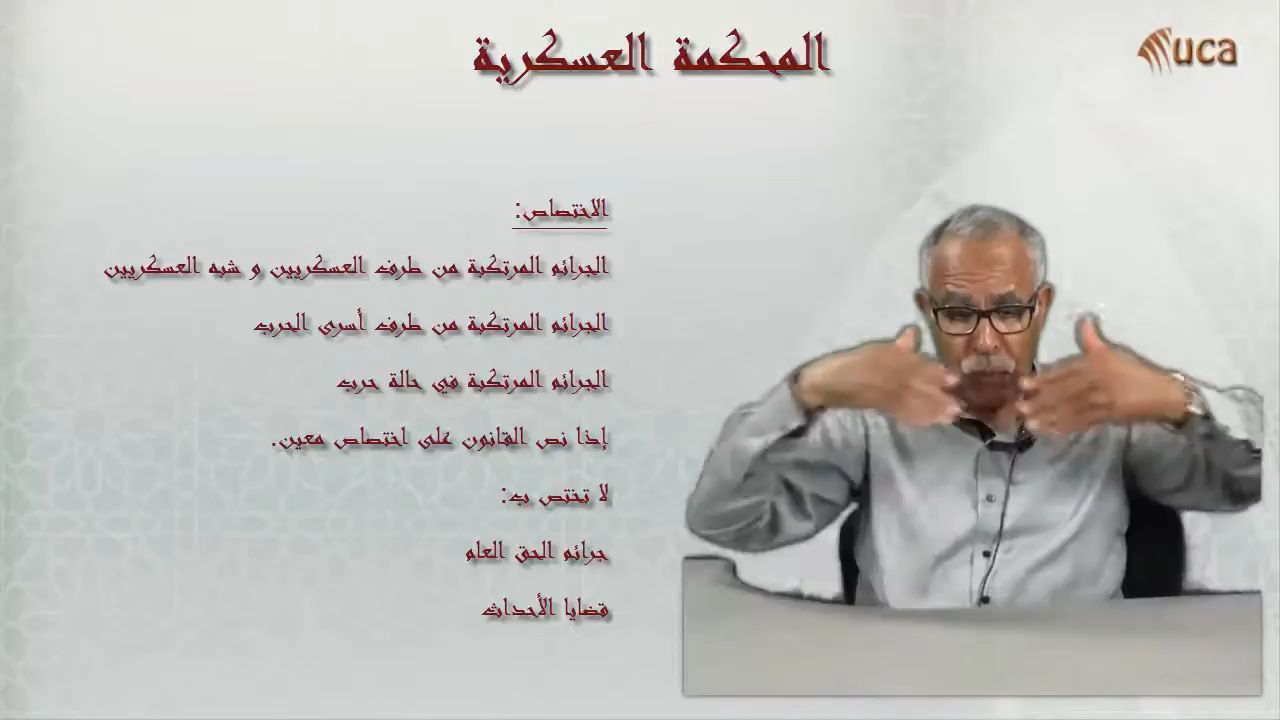 المحكمة العسكرية
uca
الاختصاص:
الجرائم المرتكبة من طرف العسكريين و شبه العسكريين
الجرائم المرتكبة من طرف أسرى الحرب
الجرائم المرتكبة في حالة حرب
إذا نص القانون على اختصاص معين.
لا تختص ب:
جرائم الحق العام
قضايا الأحداث